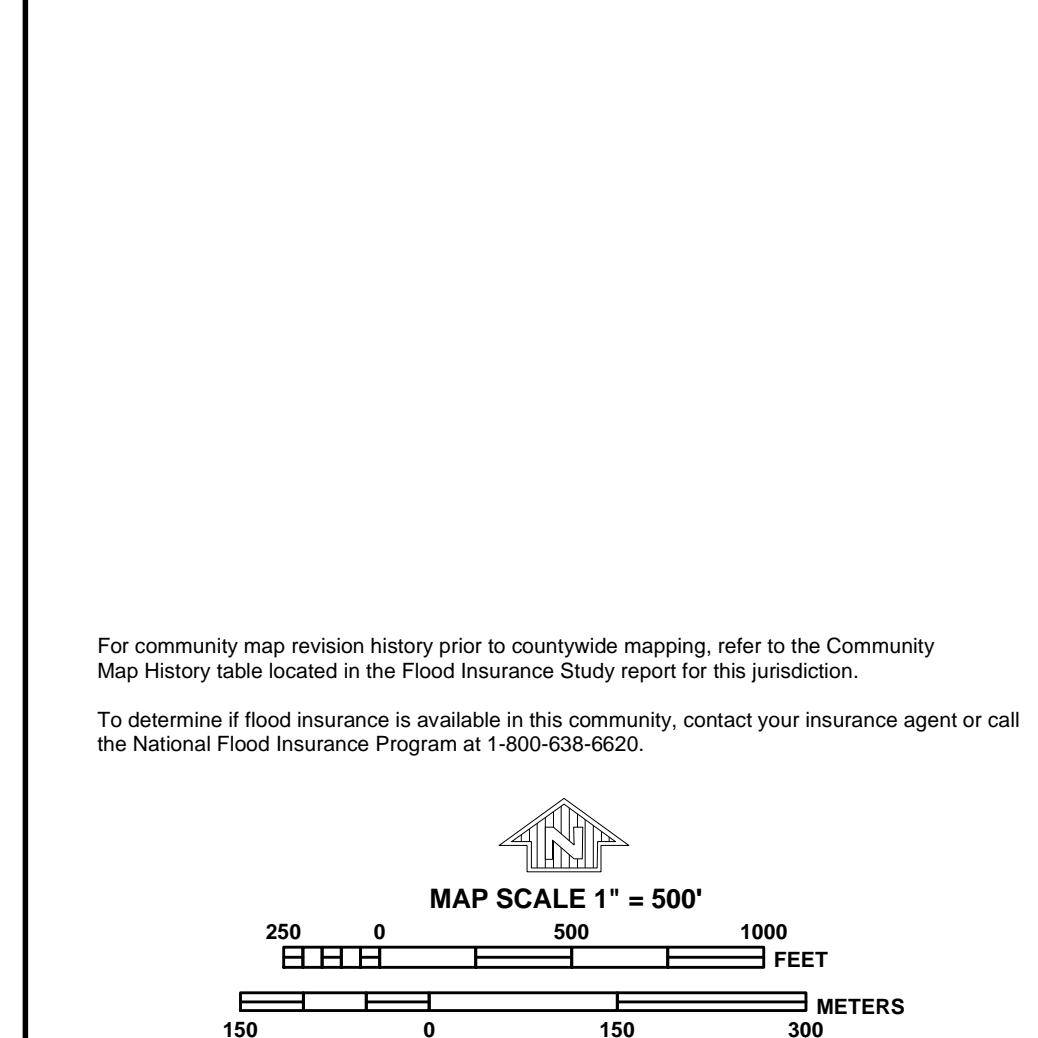 For community map revision history prior to countywide mapping, refer to the Community
Map History table located in the Flood Insurance Study report for this jurisdiction.
To determine if flood insurance is available in this community, contact your insurance agent or call
the National Flood Insurance Program at 1-800-638-6620.
N
MAP SCALE 1" = 500'
250 0 500 1000
FEET
METERS
150 0 150 300